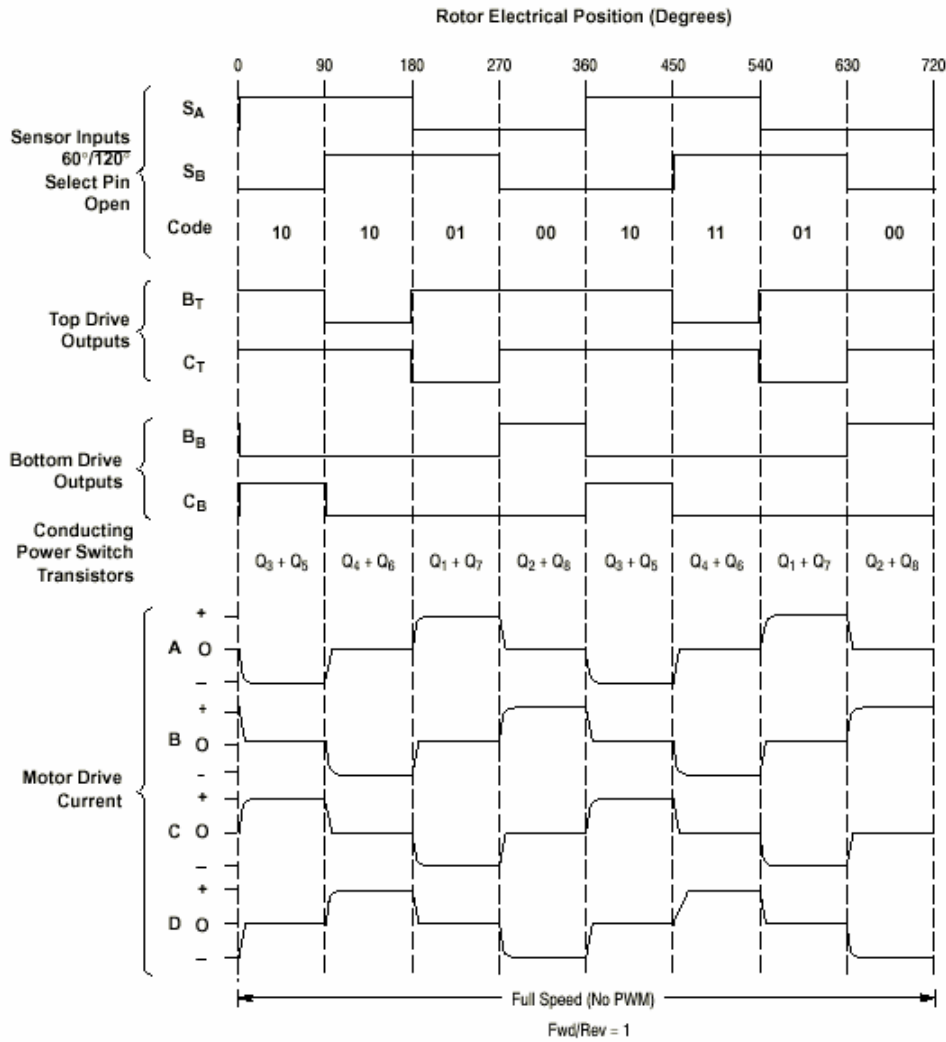 Rotor Electrical Position (Degrees)
0 90 180 270 360 450 540 630 720
Sensor Inputs
60°/120°
Select Pin
Open
SA
SB
Code 10 10 01 00 10 11 01 00
Top Drive
Outputs
BT
CT
Bottom Drive
Outputs
BB
CB
Conducting
Power Switch
Transistors
Q3 + Q5 Q4 + Q6 Q1 + Q7 Q2 + Q8 Q3 + Q5 Q4 + Q6 Q1 + Q7 Q2 + Q8
Motor Drive
Current
+
A O
–
+
B O
-
+
C O
–
+
D O
–
Full Speed (No PWM)
Fwd/Rev = 1